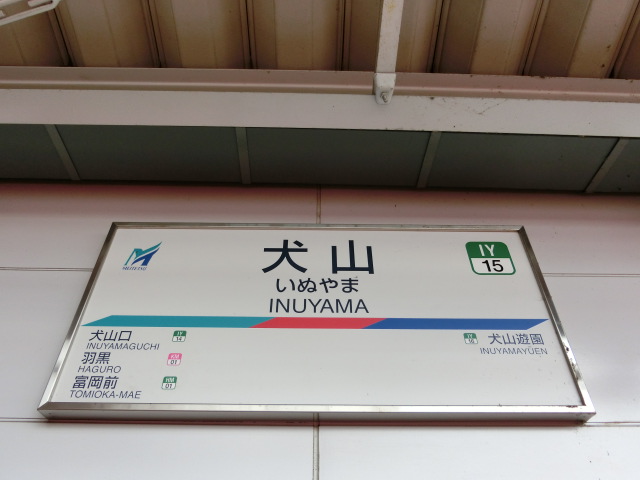 MEITETSU
犬山
いぬやま
INUYAMA
IY
15
犬山口
INUYAMAGUCHI
IY
14
羽黒
HAGURO
KM
01
富岡前
TOMIOKA-MAE
HM
01
IY
16
犬山遊園
INUYAMAYŪEN